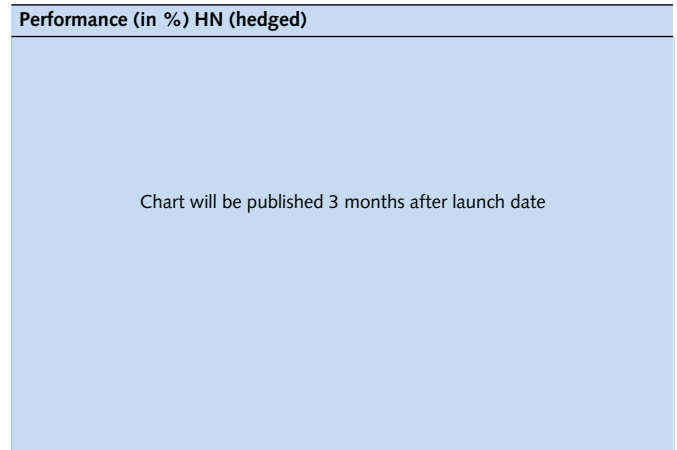 Performance (in %) HN (hedged)
Chart will be published 3 months after launch date